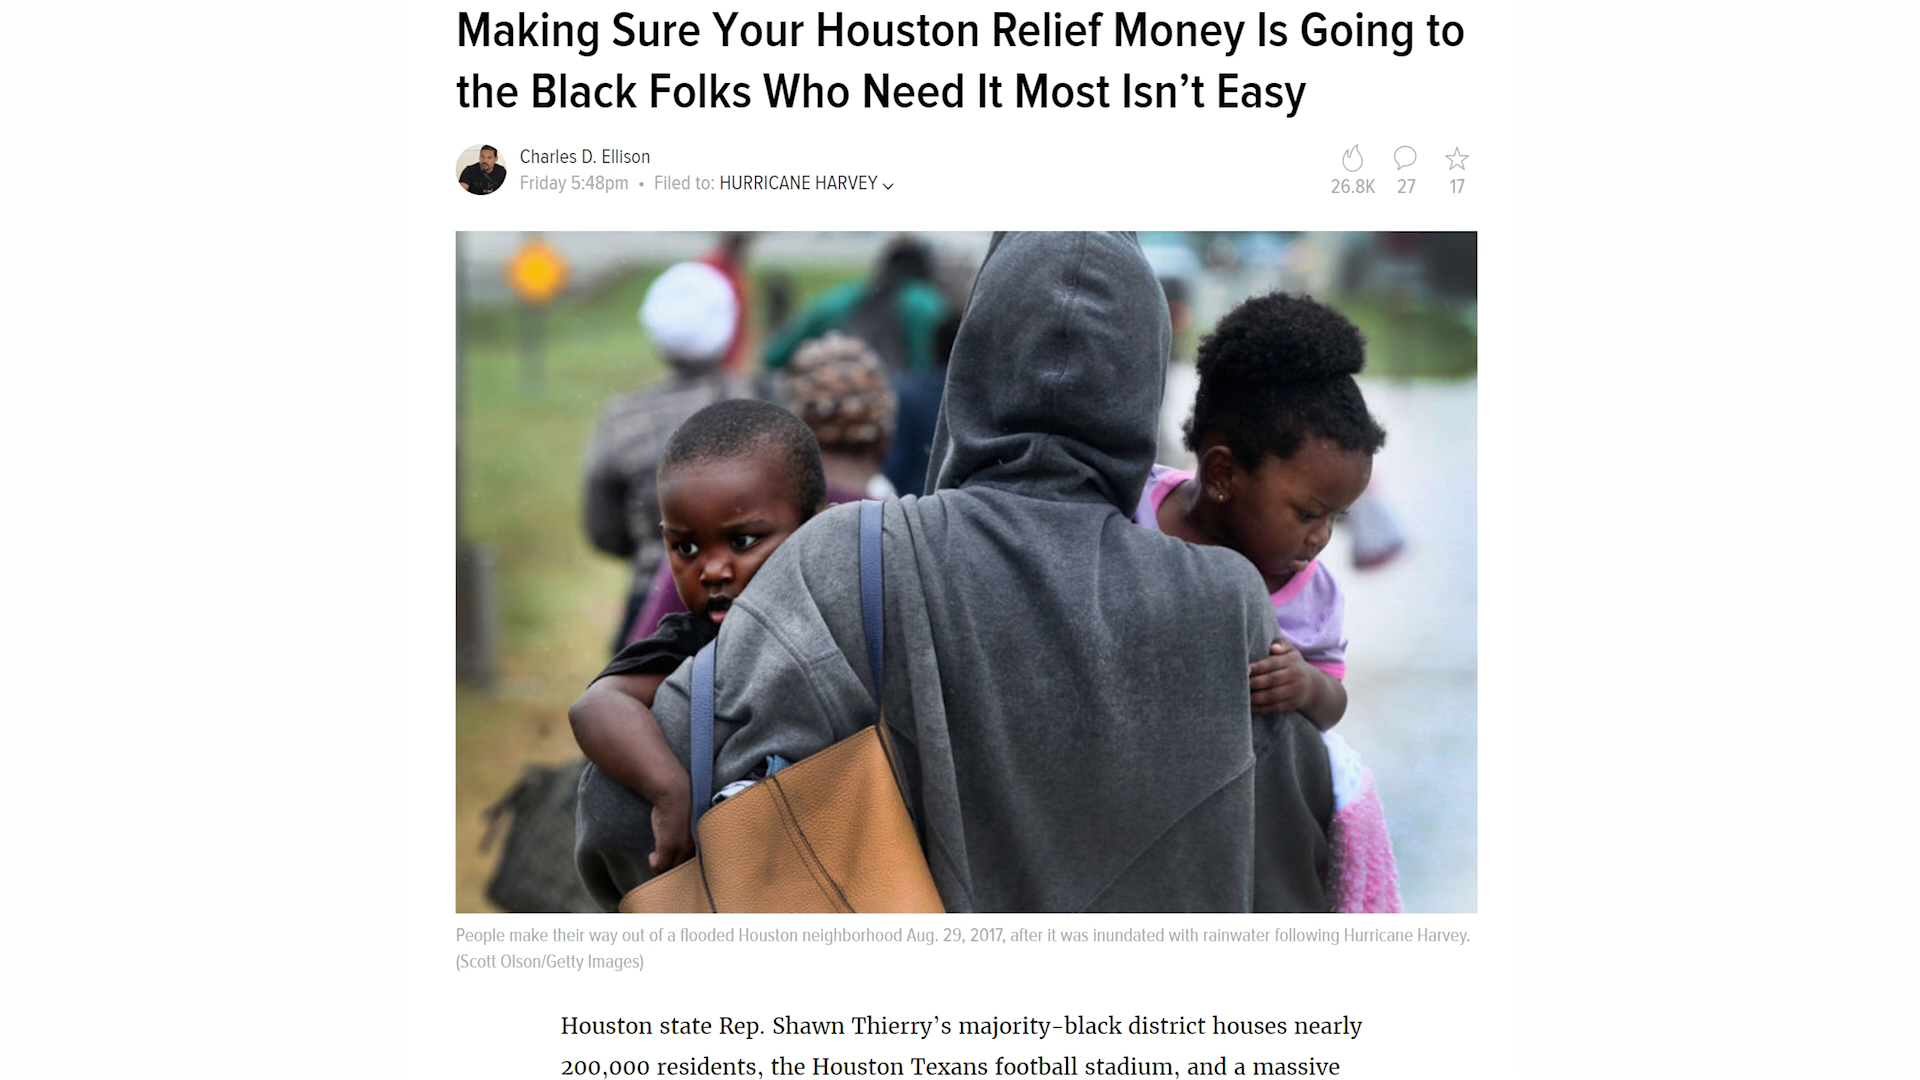 Making Sure Your Houston Relief Money Is Going to
the Black Folks Who Need It Most Isn’t Easy
Charles D. Ellison
Friday 5:48pm • Filed to: HURRICANE HARVEY
26.8K 27 17
People make their way out of a flooded Houston neighborhood Aug. 29, 2017, after it was inundated with rainwater following Hurricane Harvey.
(Scott Olson/Getty Images)
Houston state Rep. Shawn Thierry’s majority-black district houses nearly
200,000 residents, the Houston Texans football stadium, and a massive